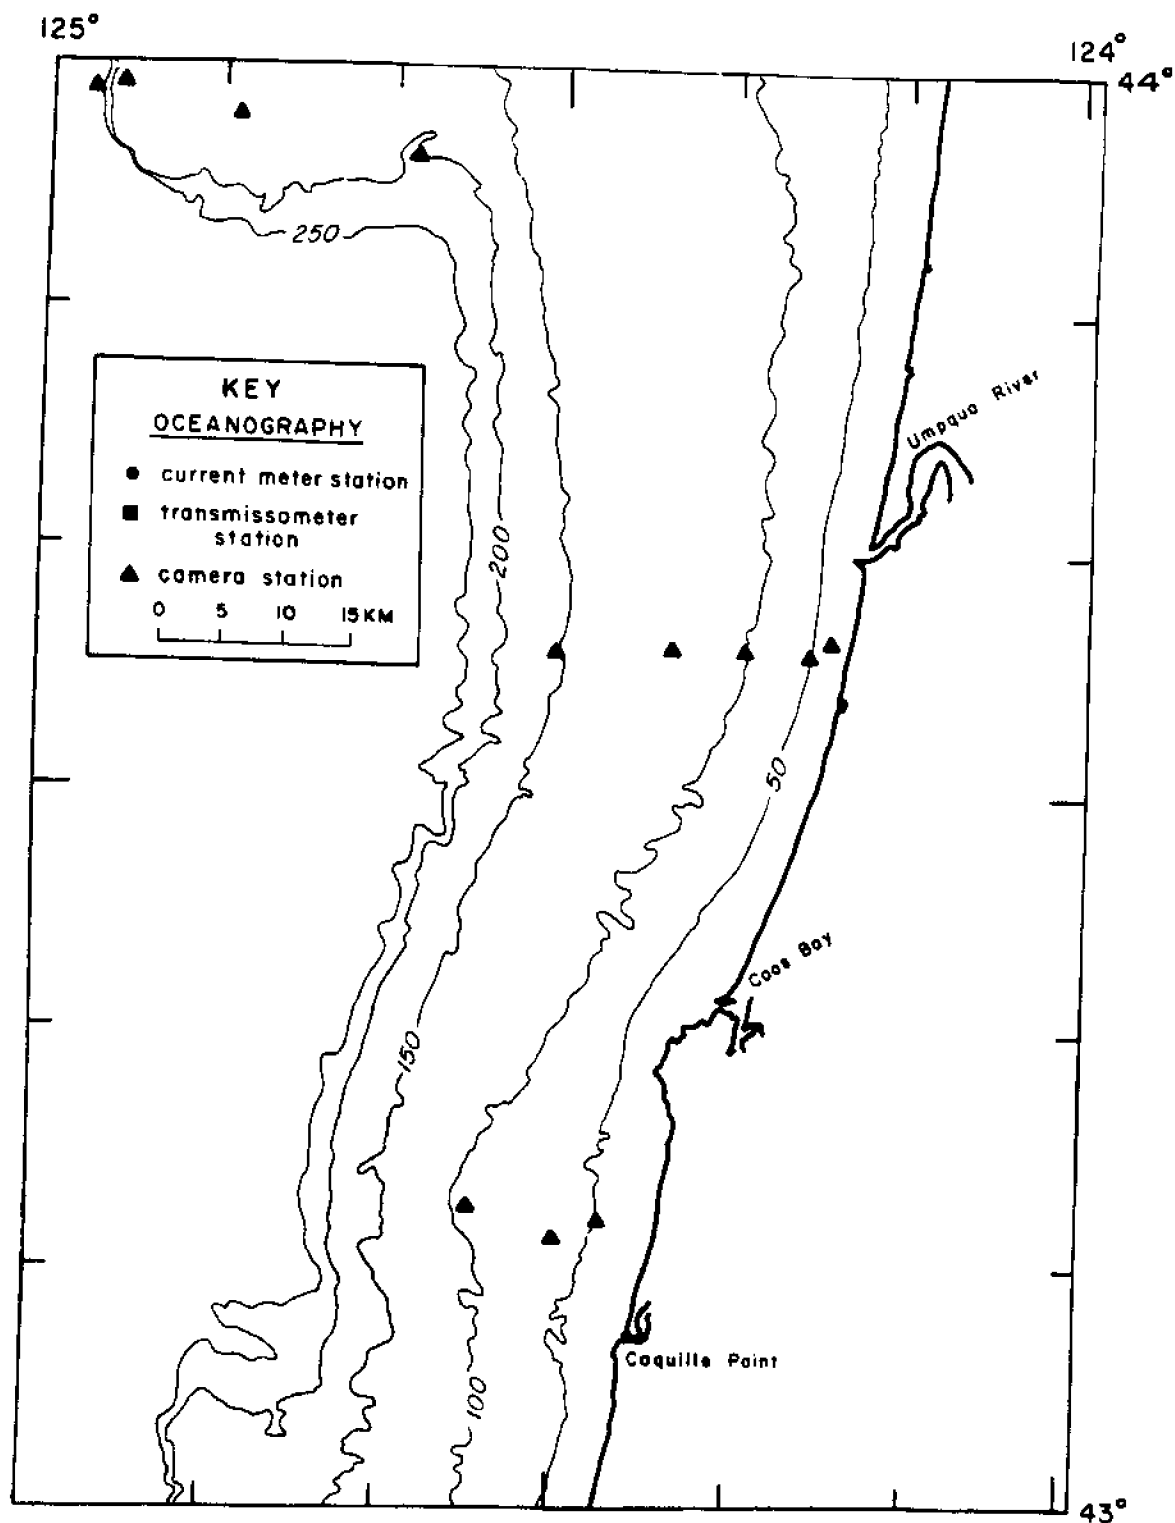 125°
124°
44°
250
KEY
OCEANOGRAPHY
current meter station
transmissometer
station
camera station
0 5 10 15 KM
Umpqua River
200
50
Coos Bay
150
Coquille Point
100
43°